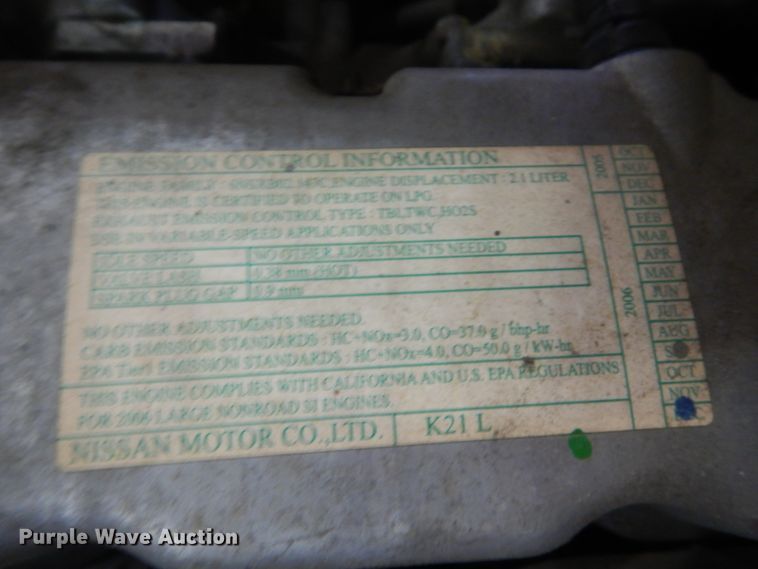 EMISSION CONTROL INFORMATION
ENGINE FAMILY : ENGINE DISPLACEMENT : 2.1 LITER
THIS ENGINE IS CERTIFIED TO OPERATE ON LPG.
EXHAUST EMISSION CONTROL TYPE : TBI,TWC,HO2S
USE IN VARIABLE-SPEED APPLICATIONS ONLY
IDLE SPEED NO OTHER ADJUSTMENTS NEEDED
VALVE LASH 0.38 mm (HOT)
SPARK PLUG GAP 0.9 mm
NO OTHER ADJUSTMENTS NEEDED.
CARB EMISSION STANDARDS : HC+NOx=3.0, CO=37.0 g / bhp-hr
EPA Tier1 EMISSION STANDARDS : HC+NOx=4.0, CO=50.0 g / kW-hr
THIS ENGINE COMPLIES WITH CALIFORNIA AND U.S. EPA REGULATIONS
FOR 2006 LARGE NONROAD SI ENGINES.
NISSAN MOTOR CO.,LTD. K21 L
2005
OCT
NOV
DEC
2006
JAN
FEB
MAR
APR
MAY
JUN
JUL
AUG
OCT
NOV
DEC
Purple Wave Auction